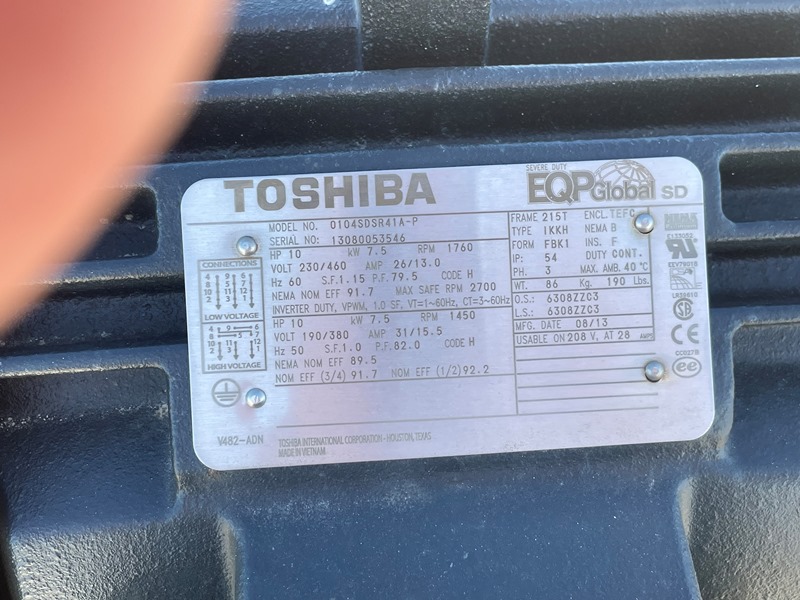 TOSHIBA
SEVERE DUTY
EQP Global SD
MODEL NO. 0104SDSR41A-P
SERIAL NO: 13080053546
HP 10 kW 7.5 RPM 1760
VOLT 230/460 AMP 26/13.0
Hz 60 S.F. 1.15 P.F. 79.5 CODE H
NEMA NOM EFF 91.7 MAX SAFE RPM 2700
INVERTER DUTY, VPWM, 1.0 SF, VT=1~60Hz, CT=3~60Hz
HP 10 kW 7.5 RPM 1450
VOLT 190/380 AMP 31/15.5
Hz 50 S.F. 1.0 P.F. 82.0 CODE H
NEMA NOM EFF 89.5
NOM EFF (3/4) 91.7 NOM EFF (1/2) 92.2
FRAME 215T ENCL. TEFC
TYPE IKKH NEMA B
FORM FBK1 INS. F
IP: 54 DUTY CONT.
PH: 3 MAX. AMB. 40 °C
WT. 86 Kg. 190 Lbs.
O.S.: 6308ZZC3
L.S.: 6308ZZC3
MFG. DATE 08/13
USABLE ON 208 V, AT 28 AMPS
CONNECTIONS
LOW VOLTAGE
HIGH VOLTAGE
CE
ee
V482-ADN
TOSHIBA INTERNATIONAL CORPORATION - HOUSTON, TEXAS
MADE IN VIETNAM